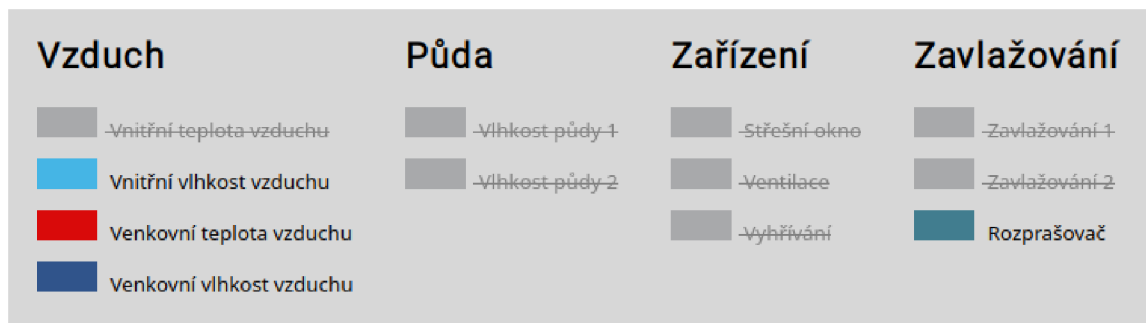 Vzduch
Vnitřní teplota vzduchu
Vnitřní vlhkost vzduchu
Venkovní teplota vzduchu
Venkovní vlhkost vzduchu
Půda
Vlhkost půdy 1
Vlhkost půdy 2
Zařízení
Střešní okno
Ventilace
Vyhřívání
Zavlažování
Zavlažování 1
Zavlažování 2
Rozprašovač